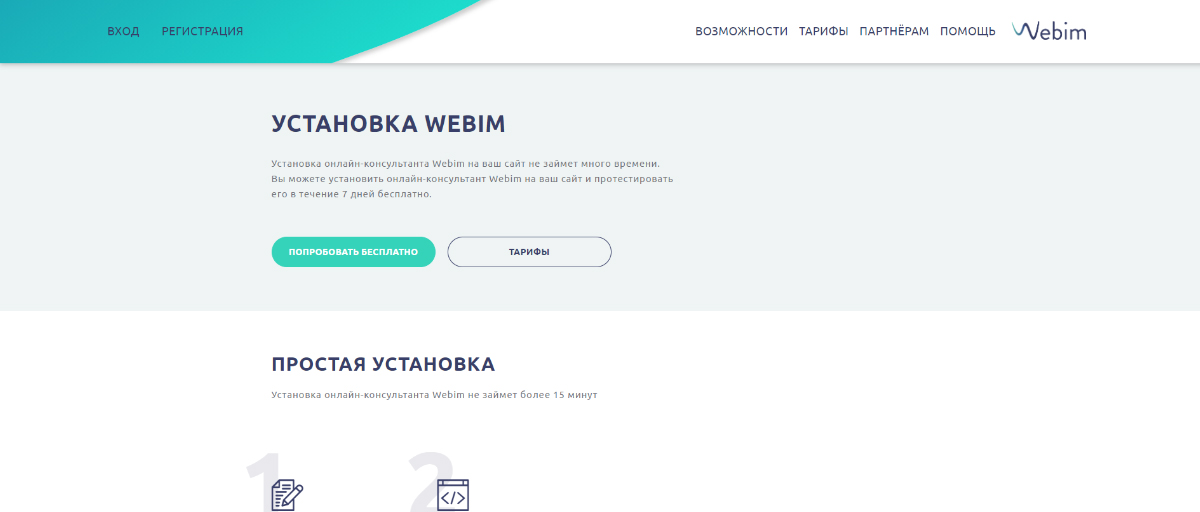 ВХОД РЕГИСТРАЦИЯ ВОЗМОЖНОСТИ ТАРИФЫ ПАРТНЁРАМ ПОМОЩЬ Webim
УСТАНОВКА WEBIM
Установка онлайн-консультанта Webim на ваш сайт не займет много времени.
Вы можете установить онлайн-консультант Webim на ваш сайт и протестировать
его в течение 7 дней бесплатно.
ПОПРОБОВАТЬ БЕСПЛАТНО ТАРИФЫ
ПРОСТАЯ УСТАНОВКА
Установка онлайн-консультанта Webim не займет более 15 минут
1 2